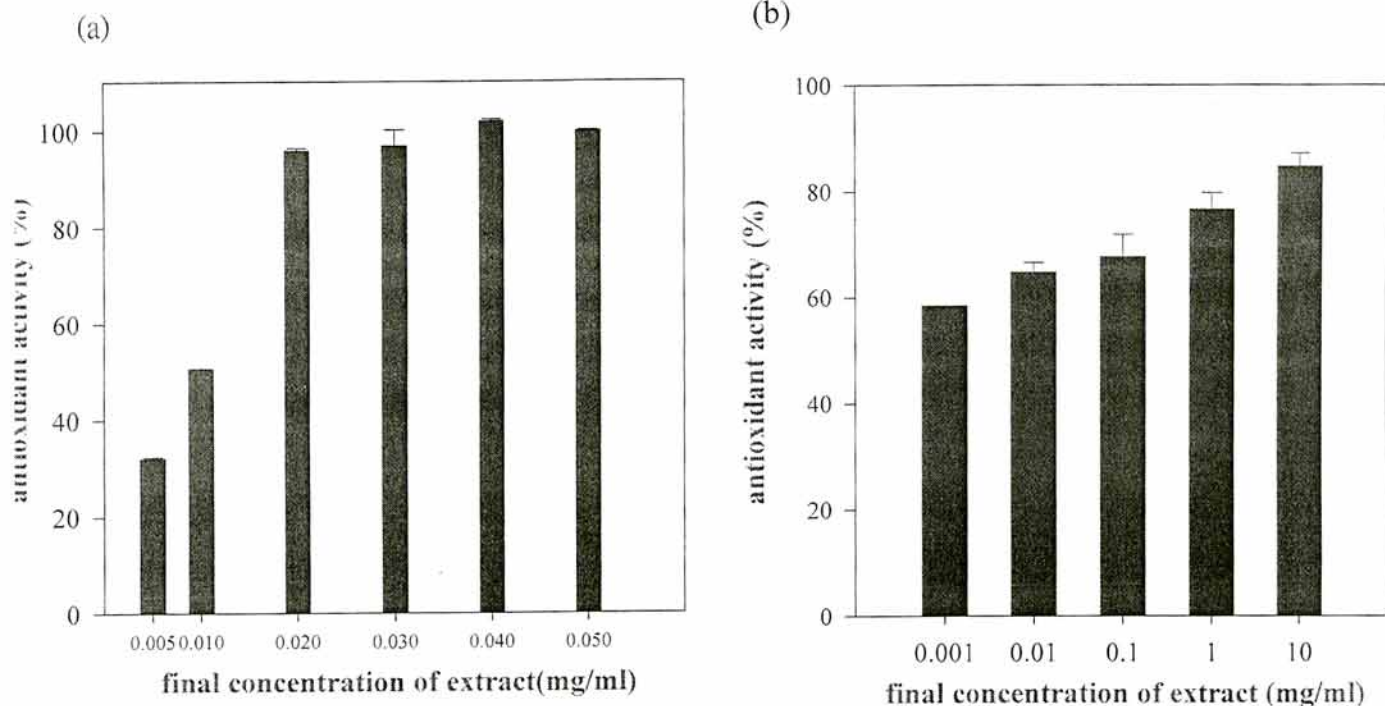 (a)
100
80
60
40
20
0
antioxidant activity (%)
0.005 0.010 0.020 0.030 0.040 0.050
final concentration of extract(mg/ml)
(b)
100
80
60
40
20
0
antioxidant activity (%)
0.001 0.01 0.1 1 10
final concentration of extract (mg/ml)